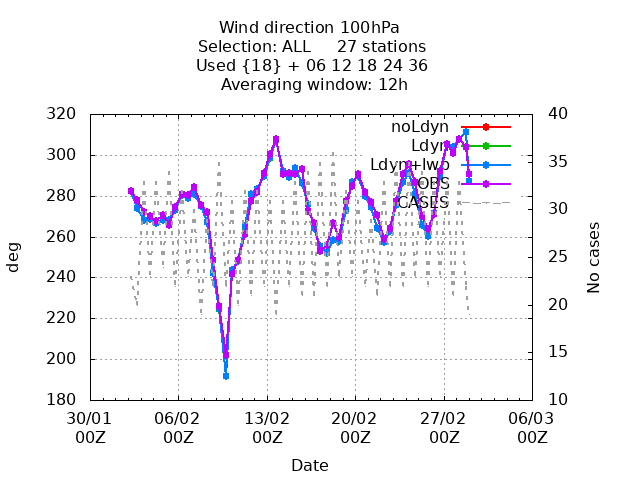 Wind direction 100hPa
Selection: ALL 27 stations
Used {18} + 06 12 18 24 36
Averaging window: 12h
320
300
280
260
240
220
200
180
deg
40
35
30
25
20
15
10
No cases
noLdyn
Ldyn
Ldyn+lwp
OBS
CASES
30/01 06/02 13/02 20/02 27/02 06/03
00Z 00Z 00Z 00Z 00Z 00Z
Date